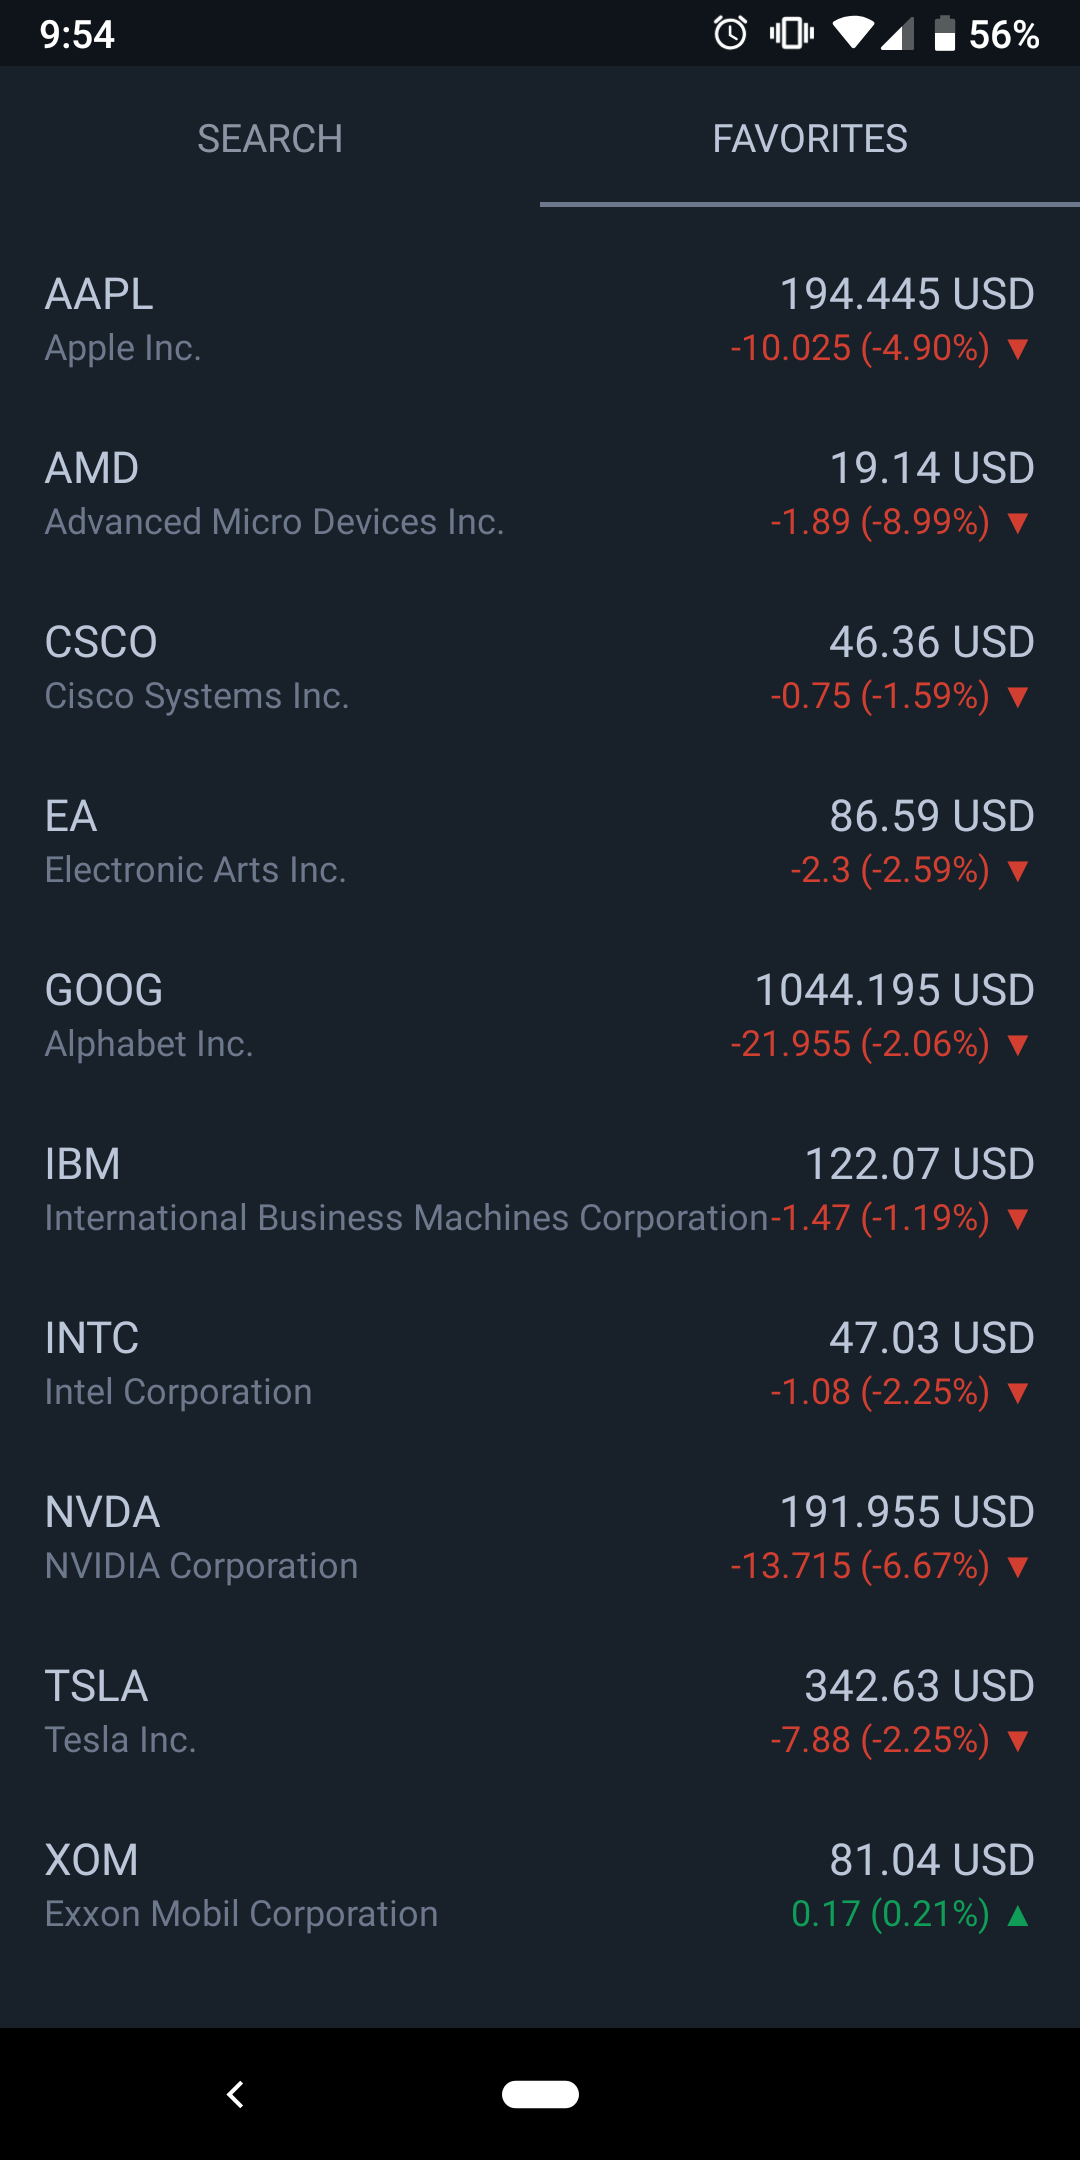 9:54 56%
SEARCH FAVORITES
AAPL 194.445 USD
Apple Inc. -10.025 (-4.90%) ▼
AMD 19.14 USD
Advanced Micro Devices Inc. -1.89 (-8.99%) ▼
CSCO 46.36 USD
Cisco Systems Inc. -0.75 (-1.59%) ▼
EA 86.59 USD
Electronic Arts Inc. -2.3 (-2.59%) ▼
GOOG 1044.195 USD
Alphabet Inc. -21.955 (-2.06%) ▼
IBM 122.07 USD
International Business Machines Corporation -1.47 (-1.19%) ▼
INTC 47.03 USD
Intel Corporation -1.08 (-2.25%) ▼
NVDA 191.955 USD
NVIDIA Corporation -13.715 (-6.67%) ▼
TSLA 342.63 USD
Tesla Inc. -7.88 (-2.25%) ▼
XOM 81.04 USD
Exxon Mobil Corporation 0.17 (0.21%) ▲